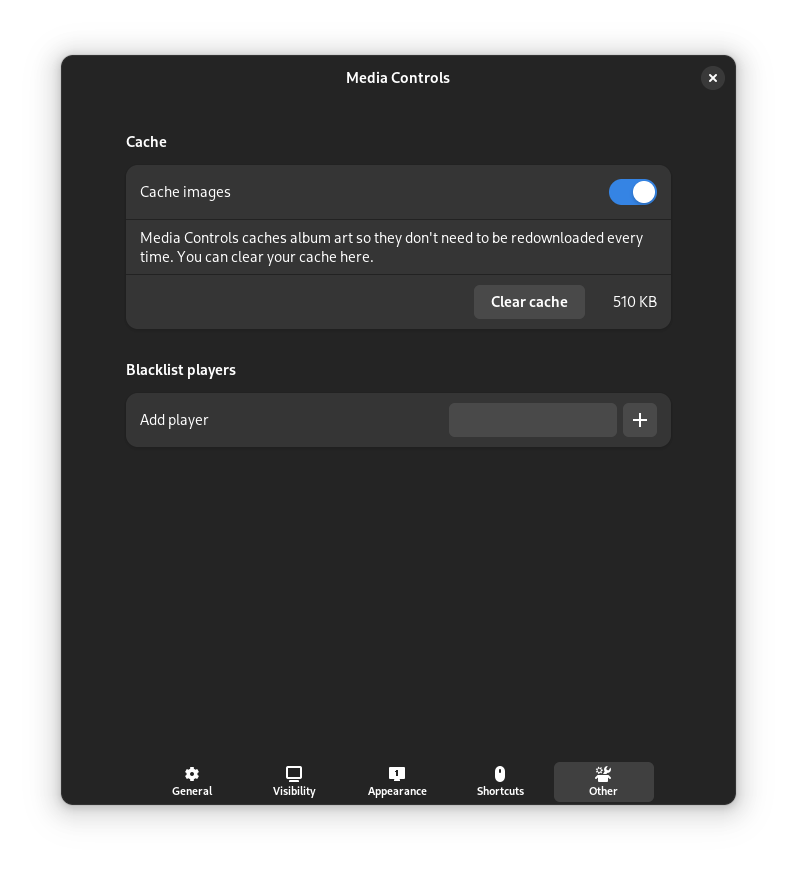 Media Controls
Cache
Cache images
Media Controls caches album art so they don't need to be redownloaded every
time. You can clear your cache here.
Clear cache 510 KB
Blacklist players
Add player
General Visibility Appearance Shortcuts Other